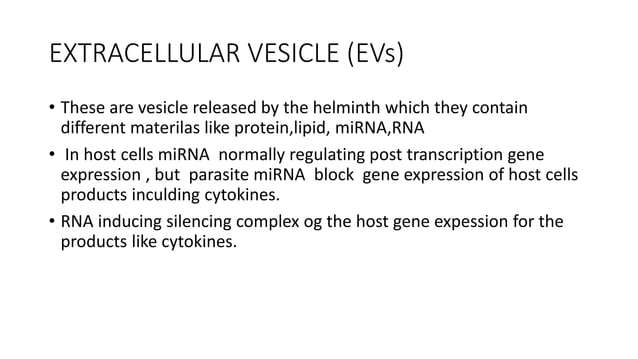 EXTRACELLULAR VESICLE (EVs)
• These are vesicle released by the helminth which they contain
different materilas like protein,lipid, miRNA,RNA
• In host cells miRNA normally regulating post transcription gene
expression , but parasite miRNA block gene expression of host cells
products inculding cytokines.
• RNA inducing silencing complex og the host gene expession for the
products like cytokines.